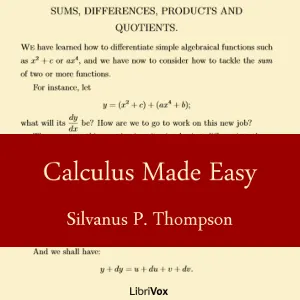 SUMS, DIFFERENCES, PRODUCTS AND
QUOTIENTS.
WE have learned how to differentiate simple algebraical functions
such as x² + c or ax⁴, and we have now to consider how to tackle the sum
of two or more functions.
For instance, let
y = (x² + c) + (ax⁴ + b);
what will its dy/dx be? How are we to go to work on this new job?
Calculus Made Easy
Silvanus P. Thompson
And we shall have:
y + dy = u + du + v + dv.
LibriVox